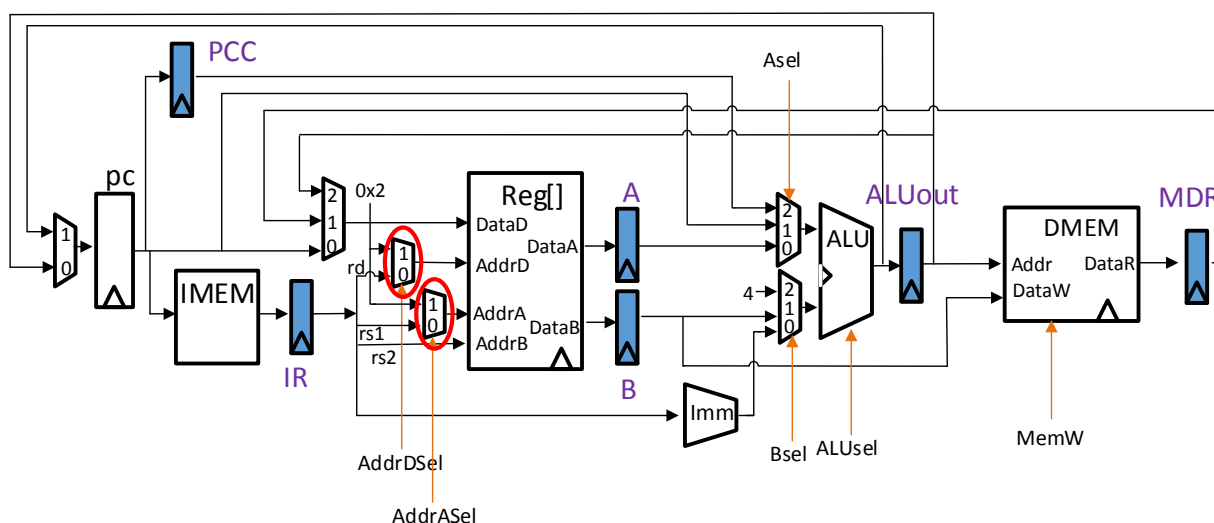 PCC
Asel
pc
1
0
IMEM
IR
2
1
0
0x2
rd
1
0
1
0
rs1
rs2
Reg[]
DataD
DataA
AddrD
AddrA
DataB
AddrB
A
B
Imm
2
1
0
4
2
1
0
ALU
ALUout
DMEM
Addr
DataR
DataW
MDR
AddrDSel
AddrASel
Bsel
ALUsel
MemW